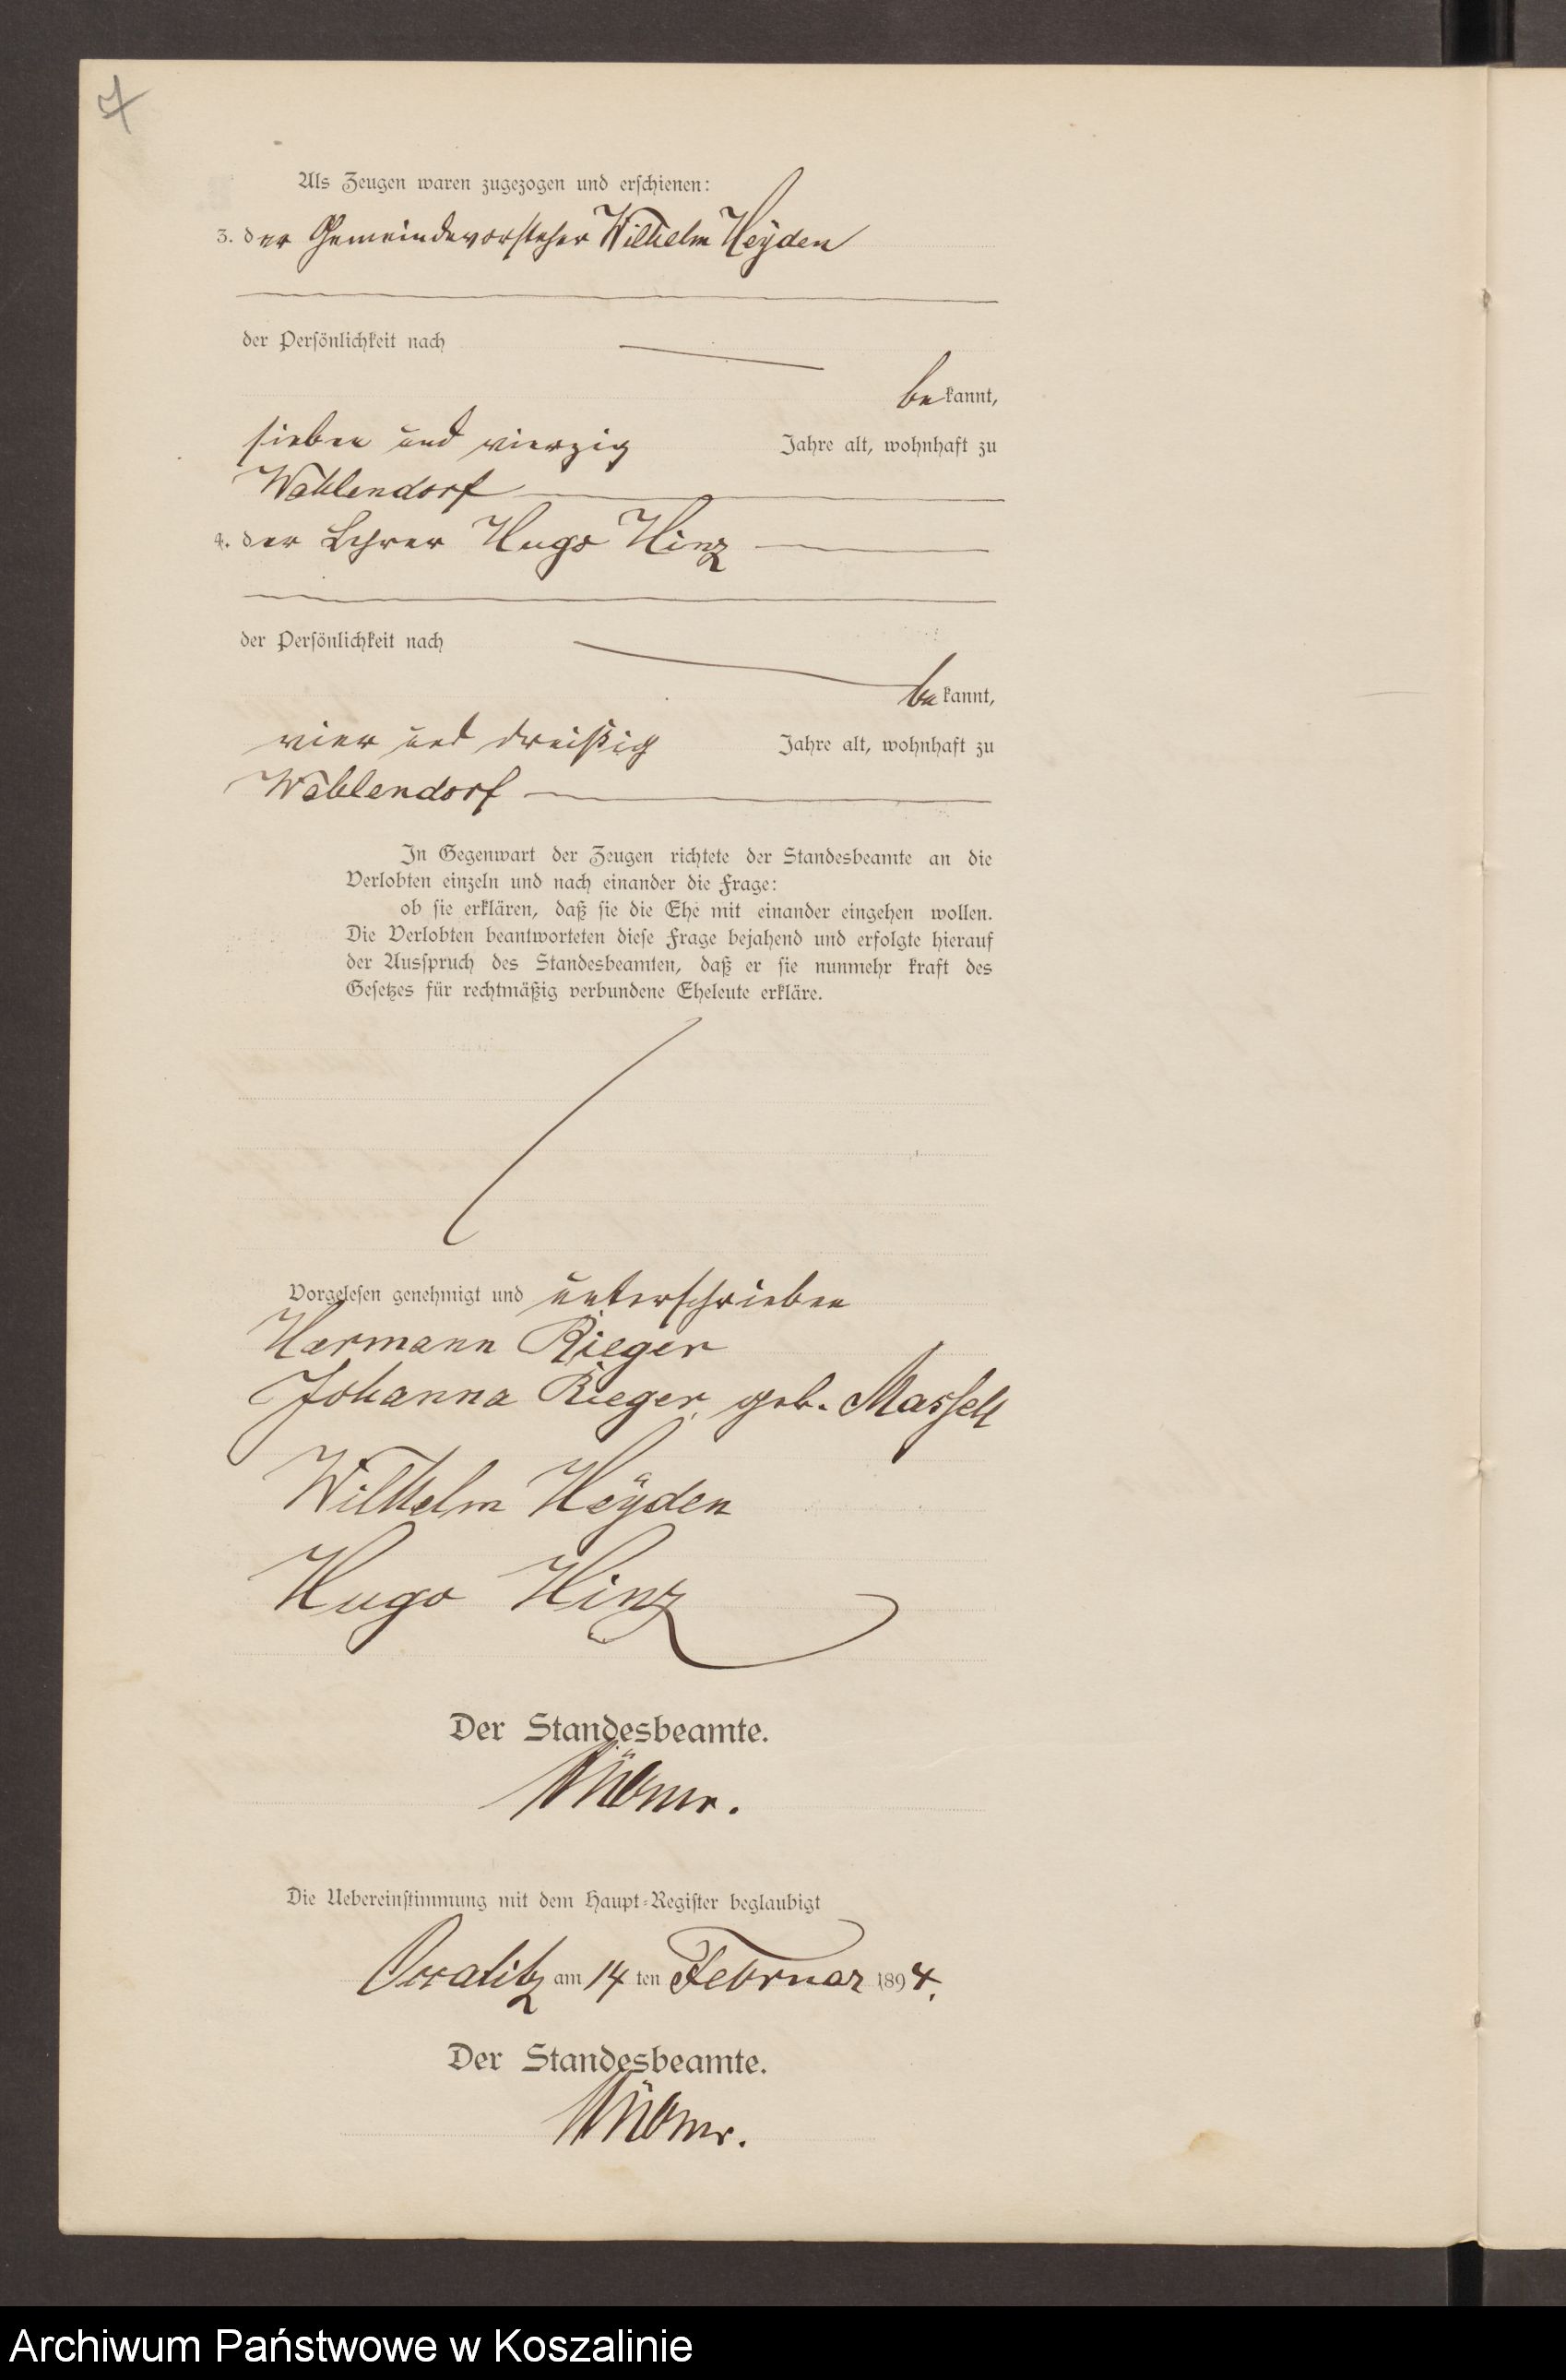 Als Zeugen waren zugezogen und erschienen:
3. der Gemeindevorsteher Wilhelm Heyden
der Persönlichkeit nach
bekannt,
sieben und vierzig Jahre alt, wohnhaft zu
Wahlendorf
4. der Lehrer Hugo Hinz
der Persönlichkeit nach
bekannt,
vier und dreißig Jahre alt, wohnhaft zu
Wahlendorf
In Gegenwart der Zeugen richtete der Standesbeamte an die
Verlobten einzeln und nach einander die Frage:
ob sie erklären, daß sie die Ehe mit einander eingehen wollen.
Die Verlobten beantworteten diese Frage bejahend und erfolgte hierauf
der Ausspruch des Standesbeamten, daß er sie nunmehr kraft des
Gesetzes für rechtmäßig verbundene Eheleute erkläre.
Vorgelesen genehmigt und unterschrieben
Hermann Rieger
Johanna Rieger geb. Massell
Wilhelm Heyden
Hugo Hinz
Der Standesbeamte.
Die Uebereinstimmung mit dem Haupt-Register beglaubigt
am 14 ten Februar 1894.
Der Standesbeamte.
Archiwum Państwowe w Koszalinie